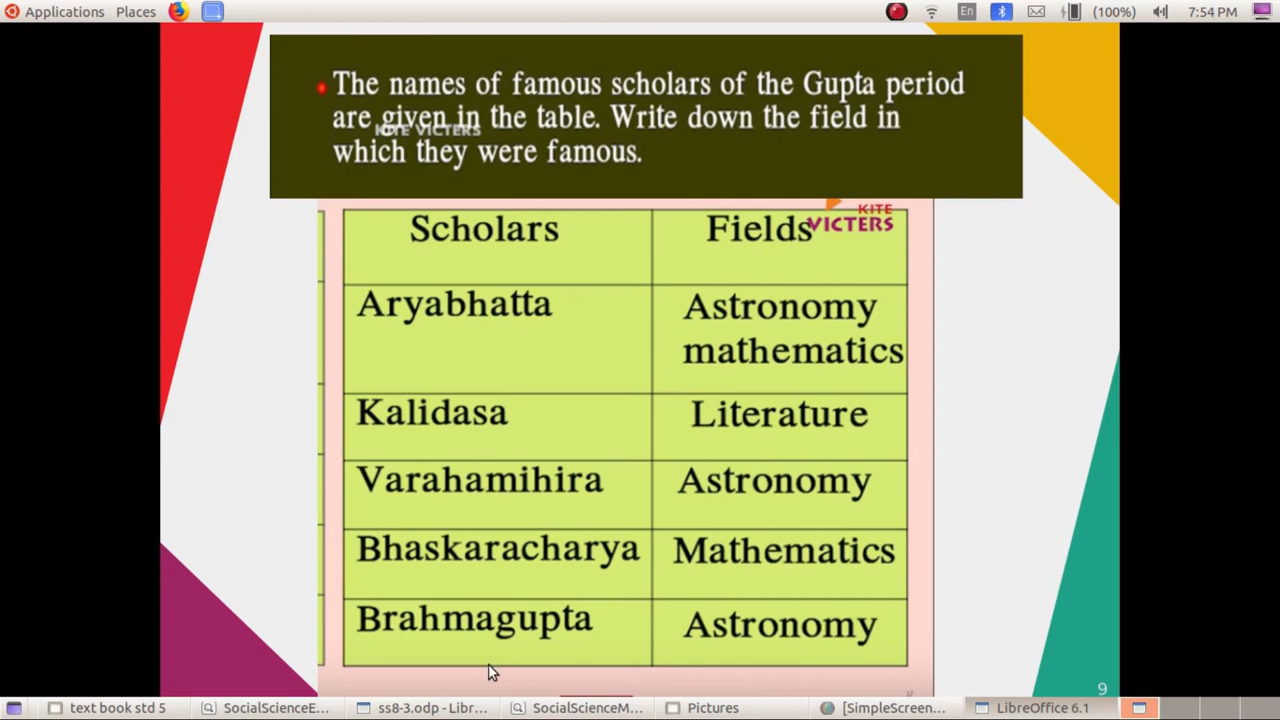 Applications Places En (100%) 7:54 PM
The names of famous scholars of the Gupta period
are given in the table. Write down the field in
KITE VICTERS
which they were famous.
KITE
VICTERS
Scholars Fields
Aryabhatta Astronomy
mathematics
Kalidasa Literature
Varahamihira Astronomy
Bhaskaracharya Mathematics
Brahmagupta Astronomy
9
text book std 5 SocialScienceE... ss8-3.odp - Libr... SocialScienceM... Pictures [SimpleScreen... LibreOffice 6.1